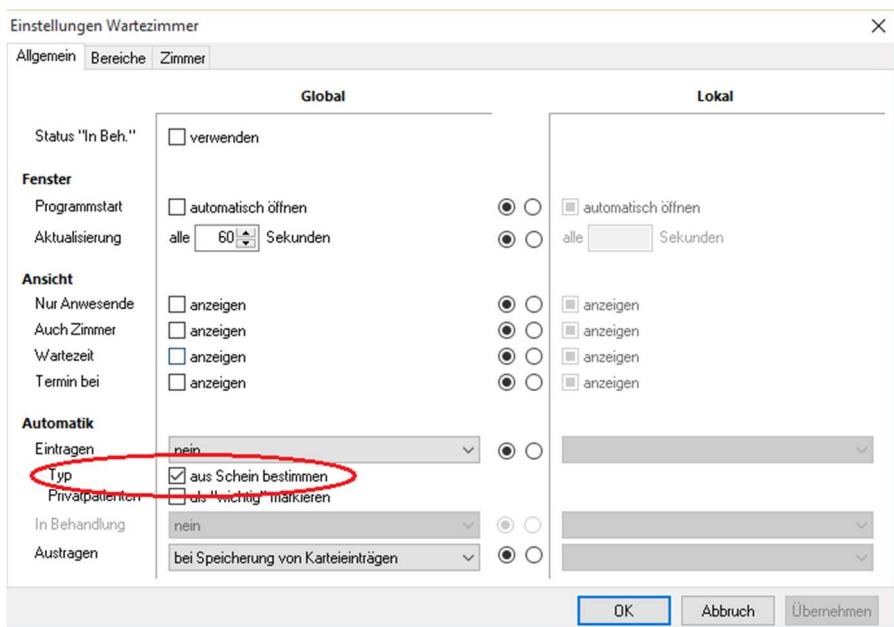 Einstellungen Wartezimmer
Allgemein Bereiche Zimmer
Global Lokal
Status "In Beh." verwenden
Fenster
Programmstart automatisch öffnen automatisch öffnen
Aktualisierung alle 60 Sekunden alle Sekunden
Ansicht
Nur Anwesende anzeigen anzeigen
Auch Zimmer anzeigen anzeigen
Wartezeit anzeigen anzeigen
Termin bei anzeigen anzeigen
Automatik
Eintragen nein
Typ aus Schein bestimmen
Privatpatienten als "wichtig" markieren
In Behandlung nein
Austragen bei Speicherung von Karteieinträgen
OK Abbruch Übernehmen